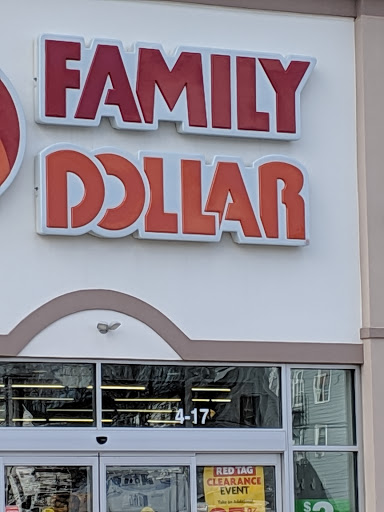 FAMILY
DOLLAR
4-17
RED TAG
CLEARANCE
EVENT